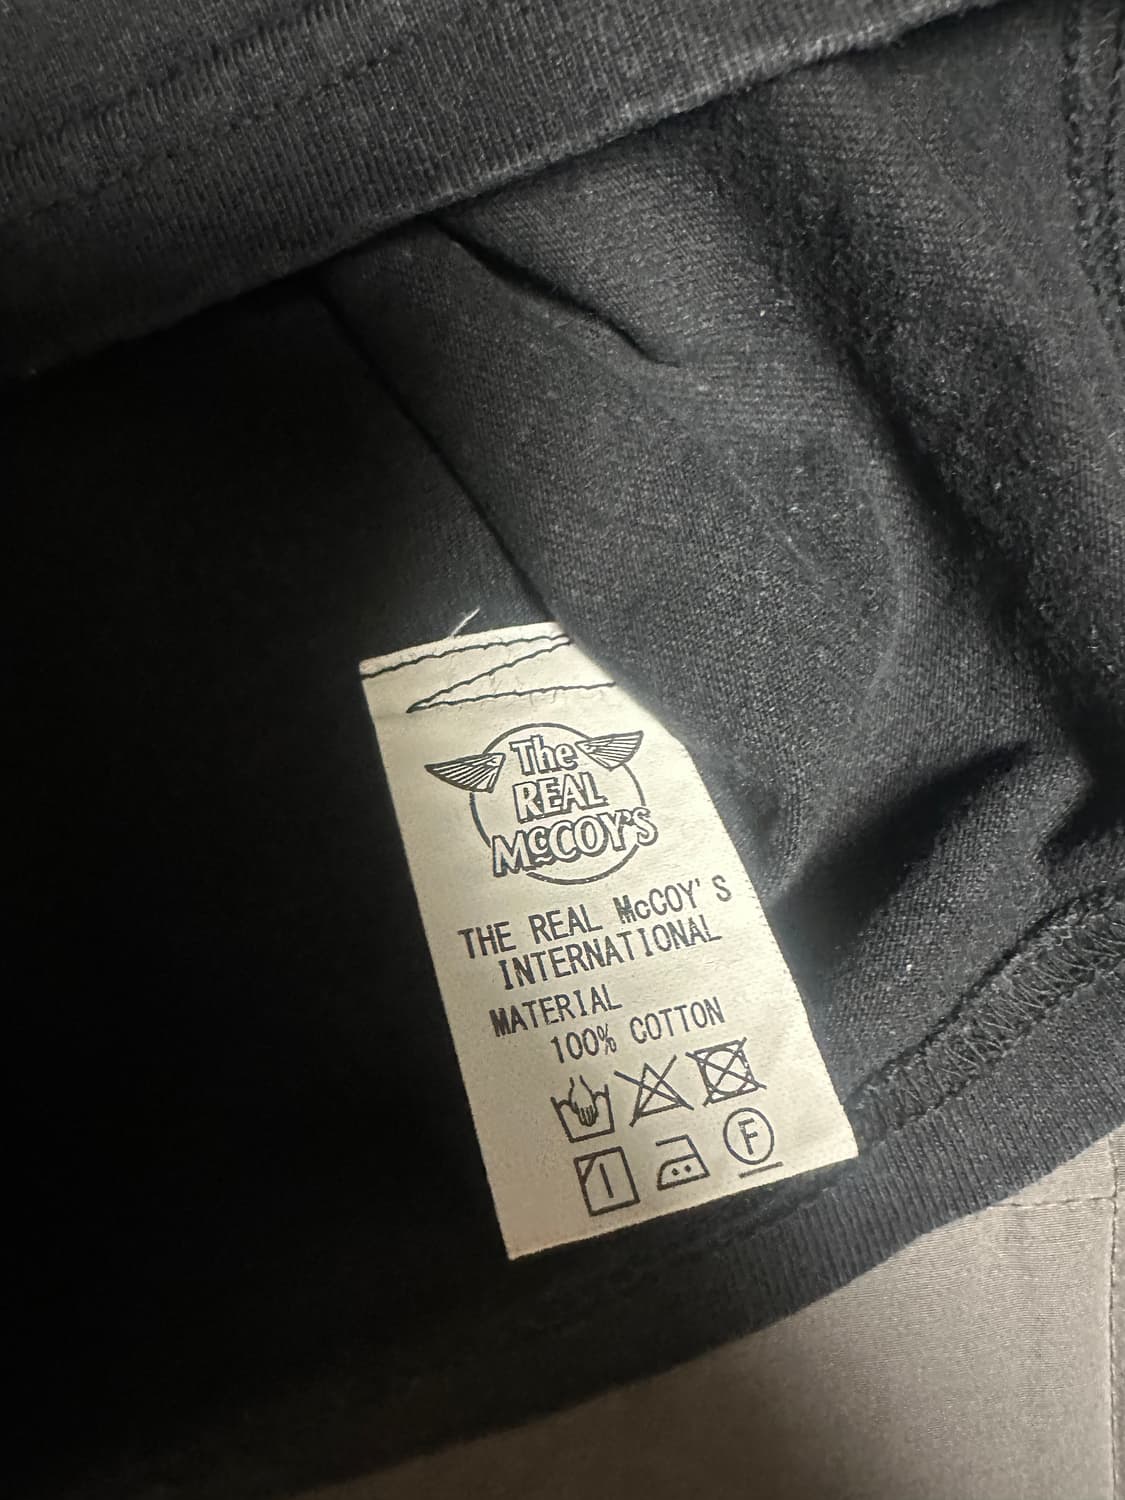 The
REAL
McCOY'S
THE REAL McCOY'S
INTERNATIONAL
MATERIAL
100% COTTON
F